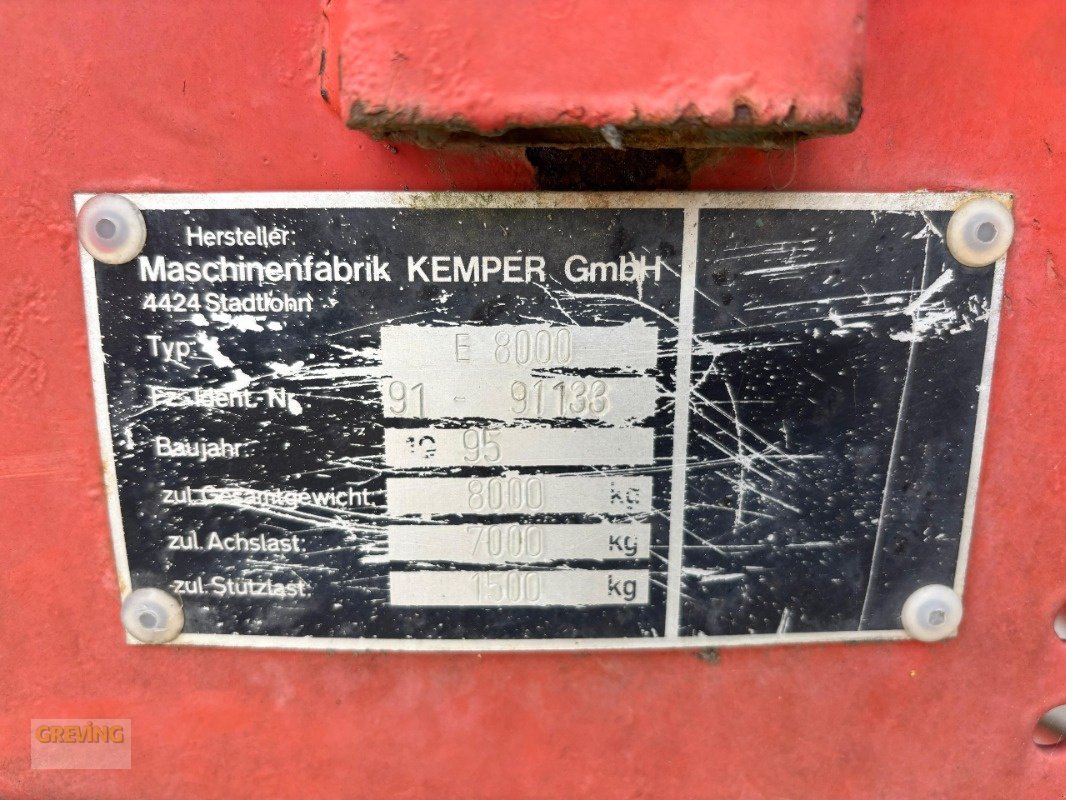 Hersteller:
Maschinenfabrik KEMPER GmbH
4424 Stadtlohn
Typ: E 8000
Fzs-Ident.-Nr. 91 - 91133
Baujahr: 19 95
zul. Gesamtgewicht: 8000 kg
zul. Achslast: 7000 kg
zul. Stützlast: 1500 kg
GREVING